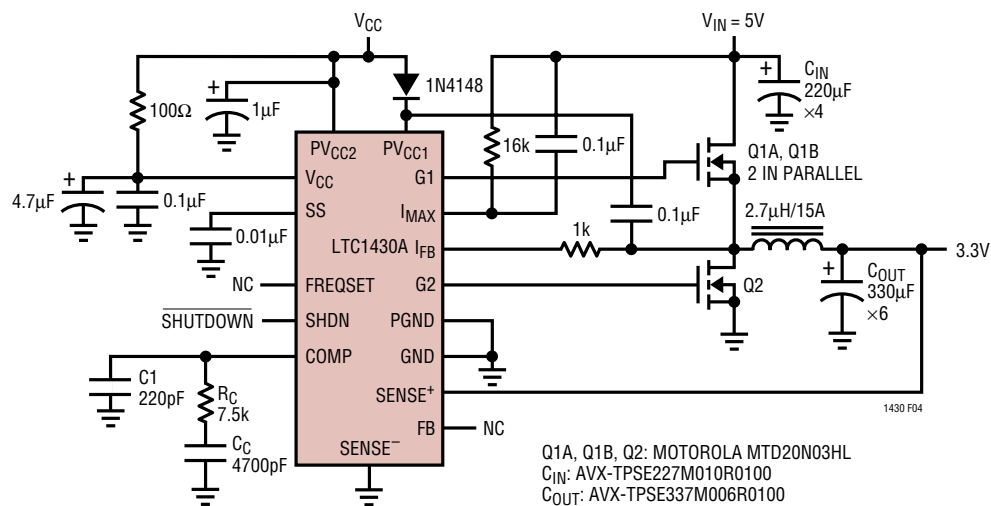 VCC
VIN = 5V
100Ω
+
1µF
1N4148
16k
0.1µF
+
CIN
220µF
×4
PVCC2
PVCC1
Q1A, Q1B
2 IN PARALLEL
+
4.7µF
0.1µF
VCC
G1
SS
IMAX
0.01µF
0.1µF
2.7µH/15A
LTC1430A
IFB
1k
3.3V
NC
FREQSET
G2
Q2
+
COUT
330µF
×6
SHUTDOWN
SHDN
PGND
COMP
GND
C1
220pF
RC
7.5k
SENSE+
1430 F04
FB
NC
CC
4700pF
SENSE−
Q1A, Q1B, Q2: MOTOROLA MTD20N03HL
CIN: AVX-TPSE227M010R0100
COUT: AVX-TPSE337M006R0100